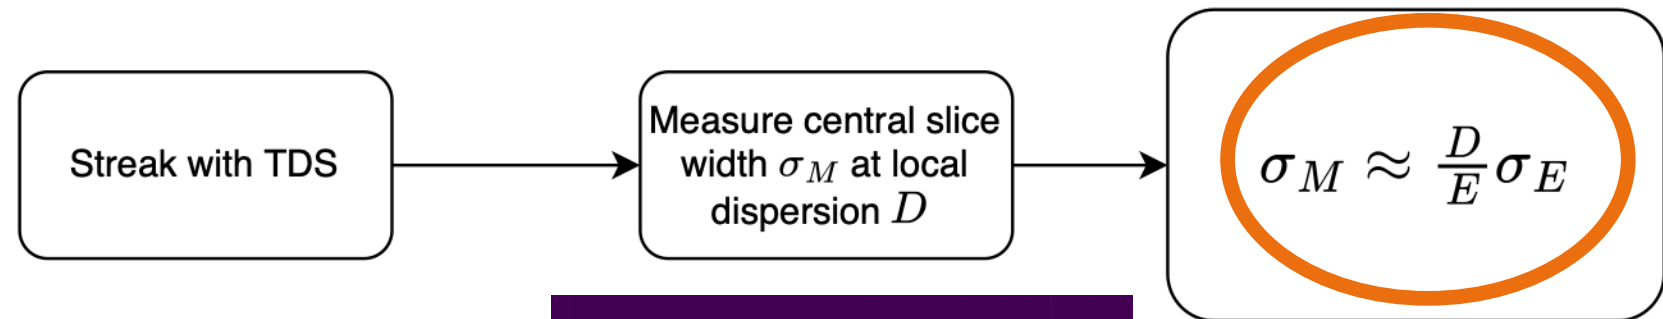 Streak with TDS
Measure central slice
width σ_M at local
dispersion D
σ_M ≈ D/E σ_E